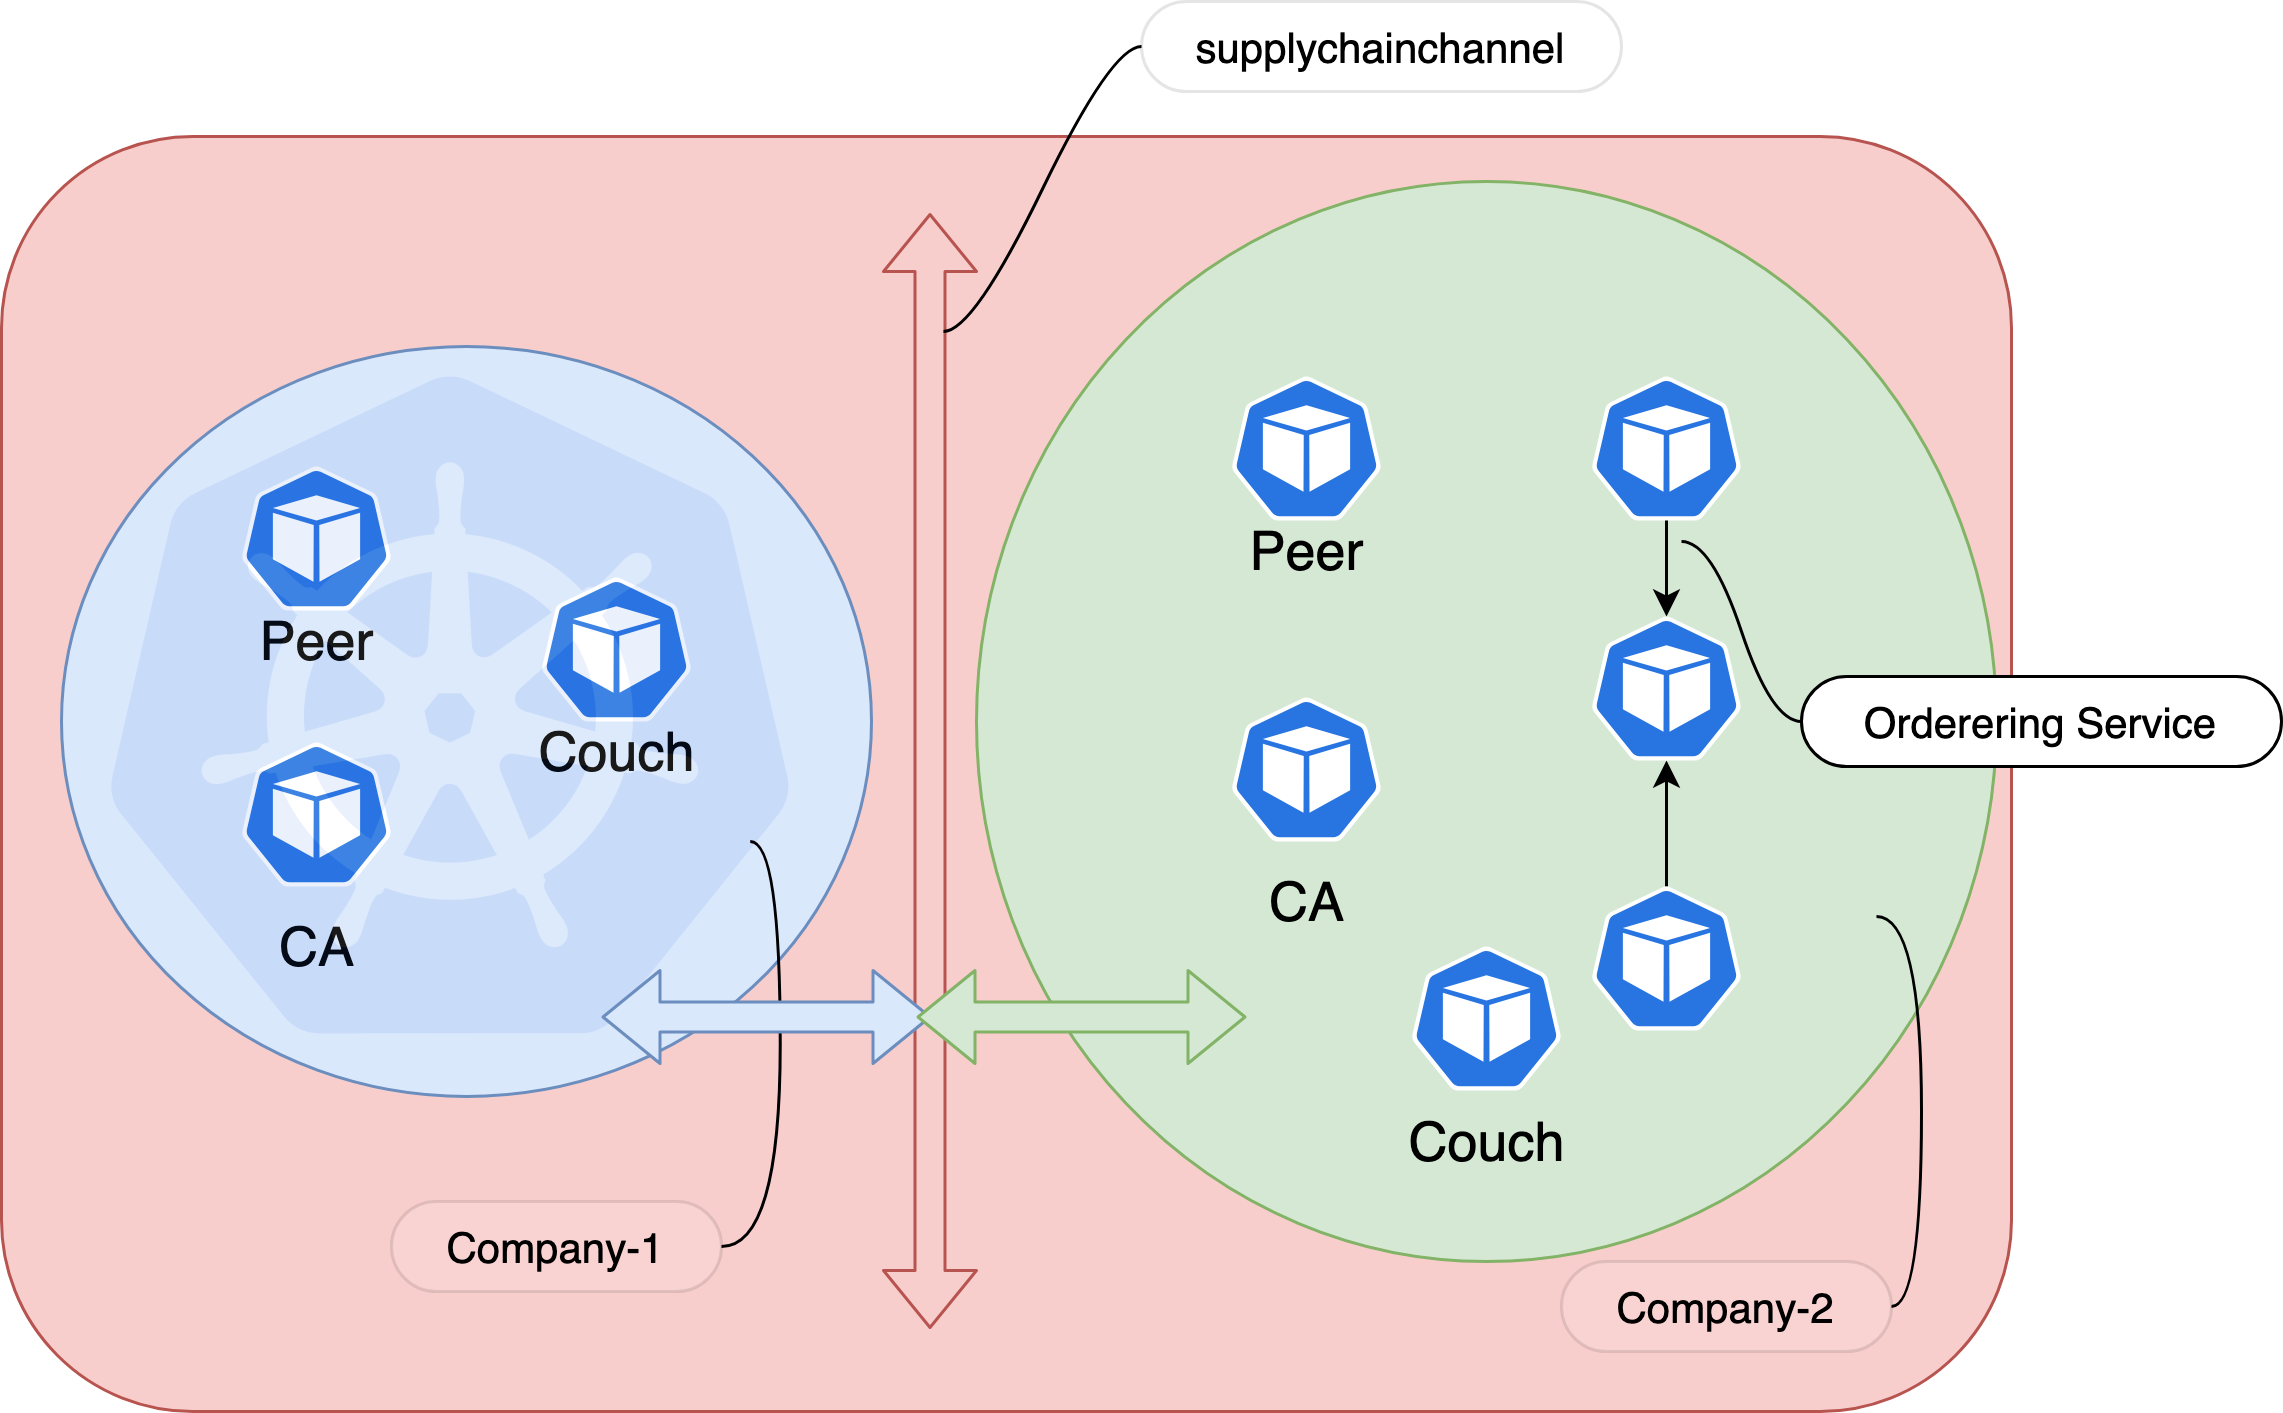 supplychainchannel
Peer
Couch
CA
Peer
CA
Couch
Orderering Service
Company-1
Company-2